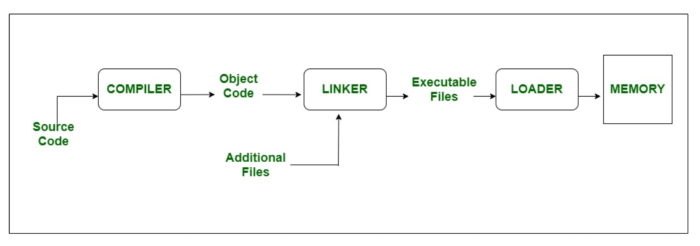 COMPILER
Object
Code
LINKER
Executable
Files
LOADER
MEMORY
Source
Code
Additional
Files